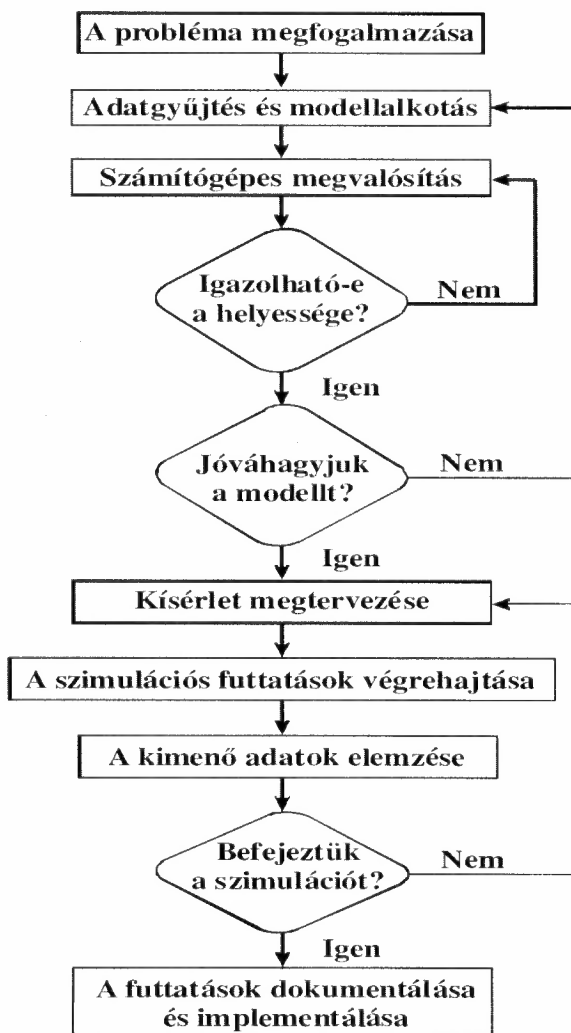 A probléma megfogalmazása
Adatgyűjtés és modellalkotás
Számítógépes megvalósítás
Igazolható-e
a helyessége?
Nem
Igen
Jóváhagyjuk
a modellt?
Nem
Igen
Kísérlet megtervezése
A szimulációs futtatások végrehajtása
A kimenő adatok elemzése
Befejeztük
a szimulációt?
Nem
Igen
A futtatások dokumentálása
és implementálása